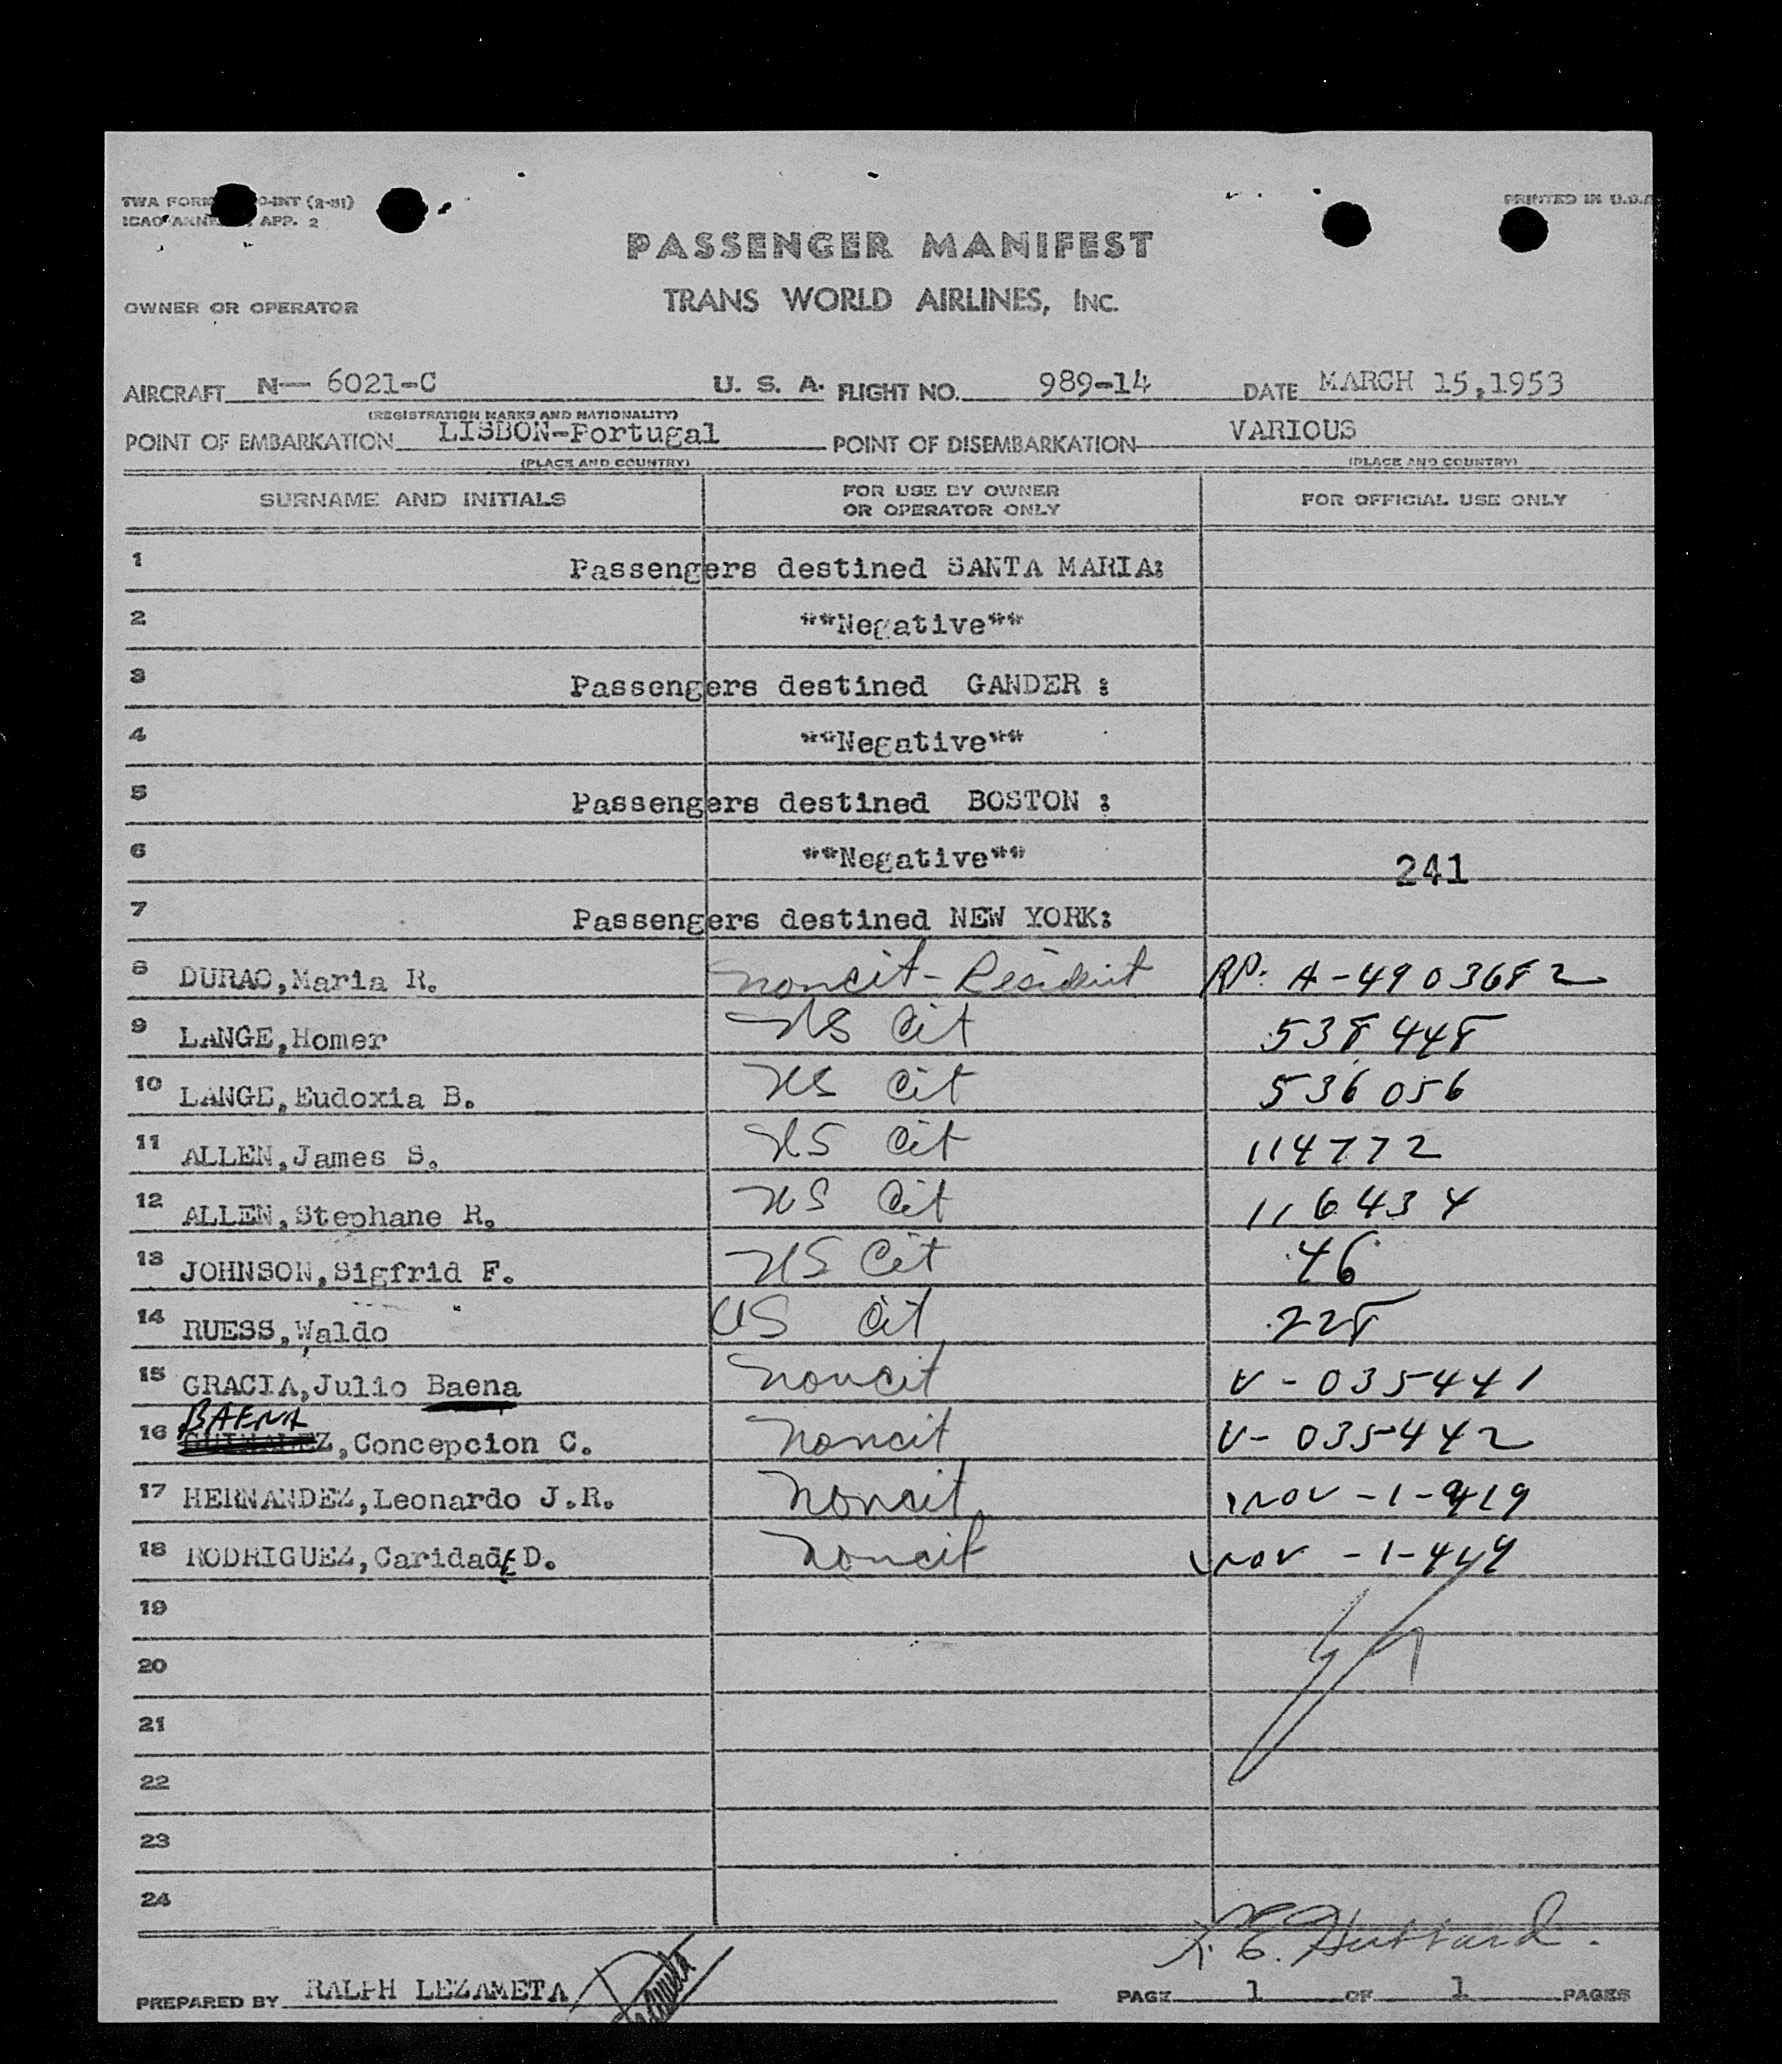 TWA FORM O-INT (2-51)
ICAO ANNE APP. 2
PRINTED IN U.S.A
PASSENGER MANIFEST
OWNER OR OPERATOR
TRANS WORLD AIRLINES, INC.
AIRCRAFT N— 6021-C U. S. A. FLIGHT NO. 989-14 DATE MARCH 15,1953
(REGISTRATION MARKS AND NATIONALITY)
POINT OF EMBARKATION LISBON-Portugal POINT OF DISEMBARKATION VARIOUS
(PLACE AND COUNTRY) (PLACE AND COUNTRY)
SURNAME AND INITIALS FOR USE BY OWNER OR OPERATOR ONLY FOR OFFICIAL USE ONLY
1 Passengers destined SANTA MARIA:
2 **Negative**
3 Passengers destined GANDER :
4 **Negative**
5 Passengers destined BOSTON :
6 **Negative** 241
7 Passengers destined NEW YORK:
8 DURAO,Maria R. noncit-Resident RP: A-4903682
9 LANGE,Homer US Cit 538448
10 LANGE,Eudoxia B. US Cit 536056
11 ALLEN,James S. US Cit 114772
12 ALLEN,Stephane R. US Cit 116434
13 JOHNSON,Sigfrid F. US Cit 46
14 RUESS,Waldo US Cit 228
15 GRACIA,Julio Baena noncit V-035441
BAENA
16 Concepcion C. noncit V-035442
17 HERNANDEZ,Leonardo J.R. noncit NOV-1-419
18 RODRIGUEZ,Caridad D. noncit NOV-1-449
19
20
21
22
23
24
PREPARED BY RALPH LEZAMETA
E. Hubbard.
PAGE 1 OF 1 PAGES